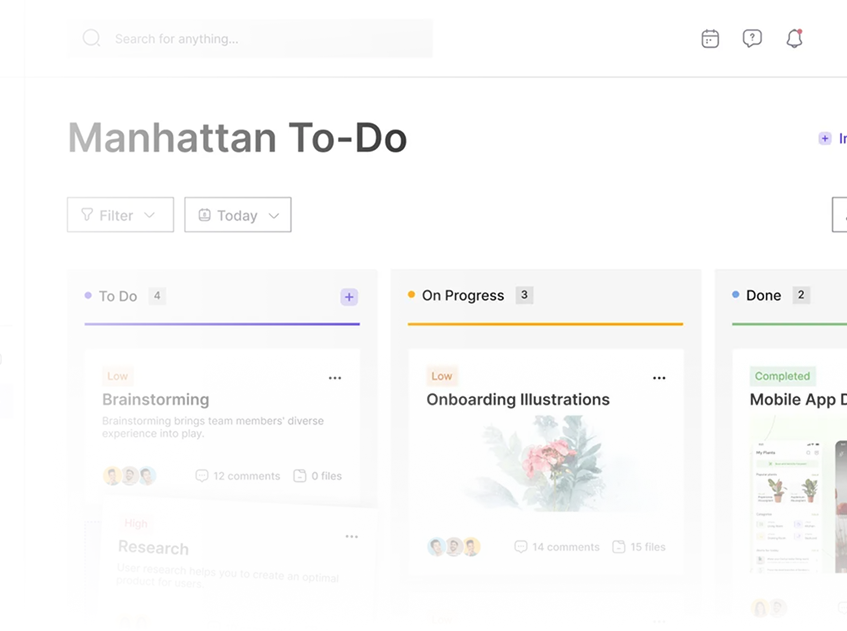 Search for anything...
Manhattan To-Do
In
Filter
Today
To Do 4
+
On Progress 3
Done 2
Low
Brainstorming
Brainstorming brings team members' diverse
experience into play.
12 comments
0 files
High
Research
User research helps you to create an optimal
product for users.
Low
Onboarding Illustrations
14 comments
15 files
Completed
Mobile App D
My Plants